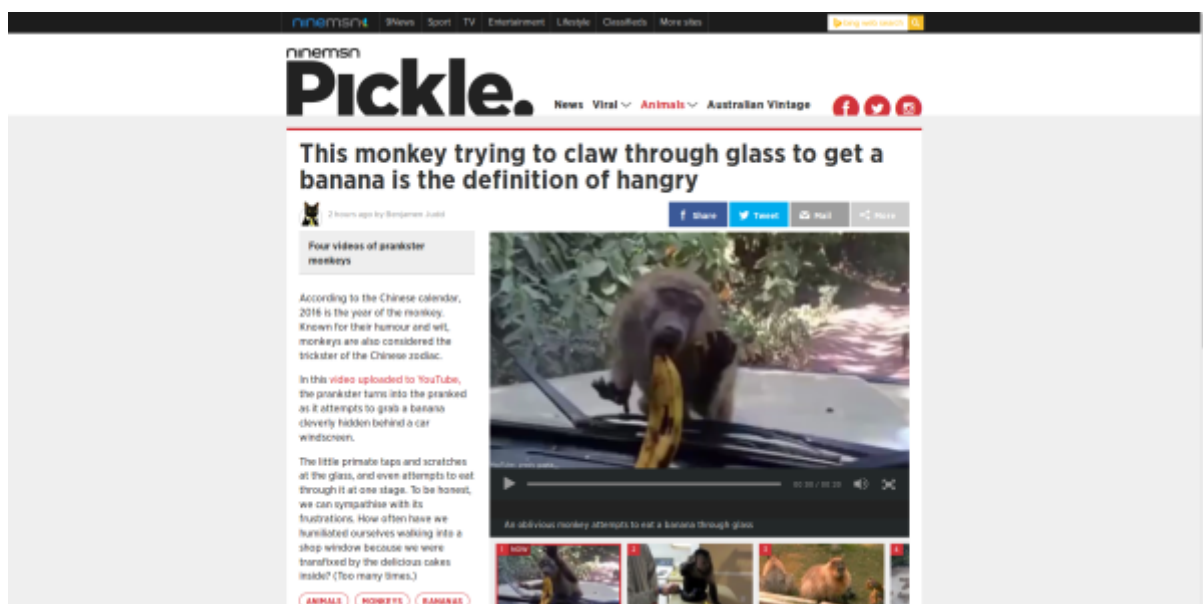 ninemsn 9News Sport TV Entertainment Lifestyle Classifieds More sites bing web search
ninemsn
Pickle.
News Viral Animals Australian Vintage
This monkey trying to claw through glass to get a
banana is the definition of hangry
2 hours ago by Benjamen Judd
Share Tweet Mail More
Four videos of prankster
monkeys
According to the Chinese calendar,
2016 is the year of the monkey.
Known for their humour and wit,
monkeys are also considered the
trickster of the Chinese zodiac.
In this video uploaded to YouTube,
the prankster turns into the pranked
as it attempts to grab a banana
cleverly hidden behind a car
windscreen.
The little primate taps and scratches
at the glass, and even attempts to eat
through it at one stage. To be honest,
we can sympathise with its
frustrations. How often have we
humiliated ourselves walking into a
shop window because we were
transfixed by the delicious cakes
inside? (Too many times.)
ANIMALS MONKEYS BANANAS
An oblivious monkey attempts to eat a banana through glass
1 NOW 2 3 4